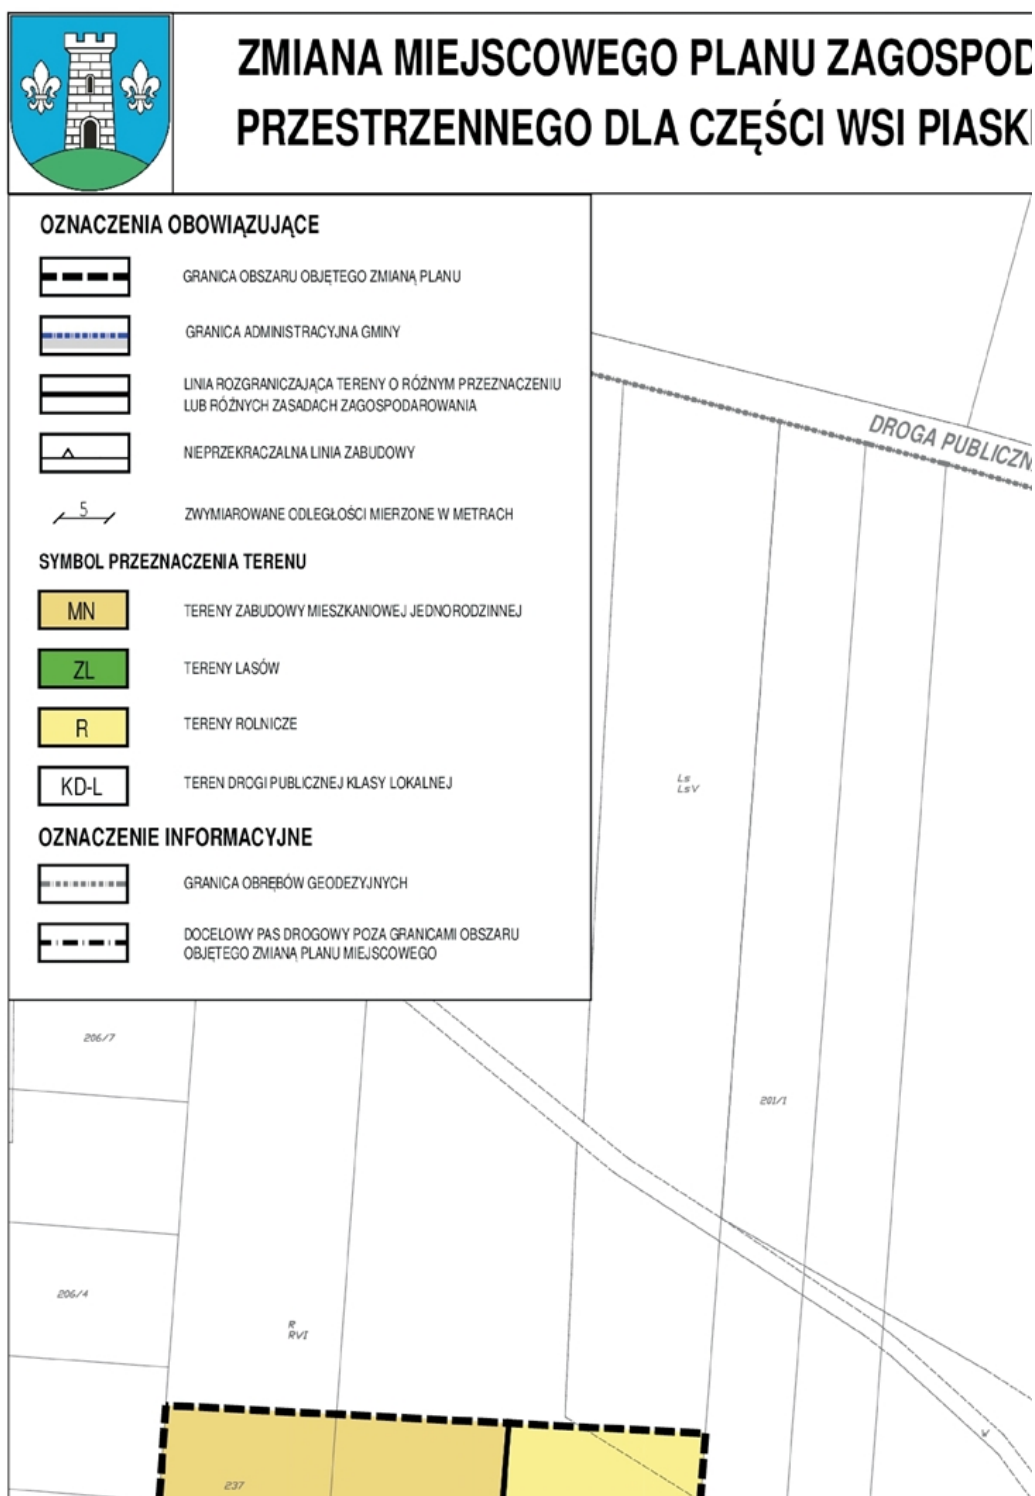 ZMIANA MIEJSCOWEGO PLANU ZAGOSPOD
PRZESTRZENNEGO DLA CZĘŚCI WSI PIASK
OZNACZENIA OBOWIĄZUJĄCE
GRANICA OBSZARU OBJĘTEGO ZMIANĄ PLANU
GRANICA ADMINISTRACYJNA GMINY
LINIA ROZGRANICZAJĄCA TERENY O RÓŻNYM PRZEZNACZENIU
LUB RÓŻNYCH ZASADACH ZAGOSPODAROWANIA
NIEPRZEKRACZALNA LINIA ZABUDOWY
5 ZWYMIAROWANE ODLEGŁOŚCI MIERZONE W METRACH
SYMBOL PRZEZNACZENIA TERENU
MN TERENY ZABUDOWY MIESZKANIOWEJ JEDNORODZINNEJ
ZL TERENY LASÓW
R TERENY ROLNICZE
KD-L TEREN DROGI PUBLICZNEJ KLASY LOKALNEJ
OZNACZENIE INFORMACYJNE
GRANICA OBRĘBÓW GEODEZYJNYCH
DOCELOWY PAS DROGOWY POZA GRANICAMI OBSZARU
OBJĘTEGO ZMIANĄ PLANU MIEJSCOWEGO
DROGA PUBLICZN
Ls
LsV
206/7
201/1
206/4
R
RVI
W
237